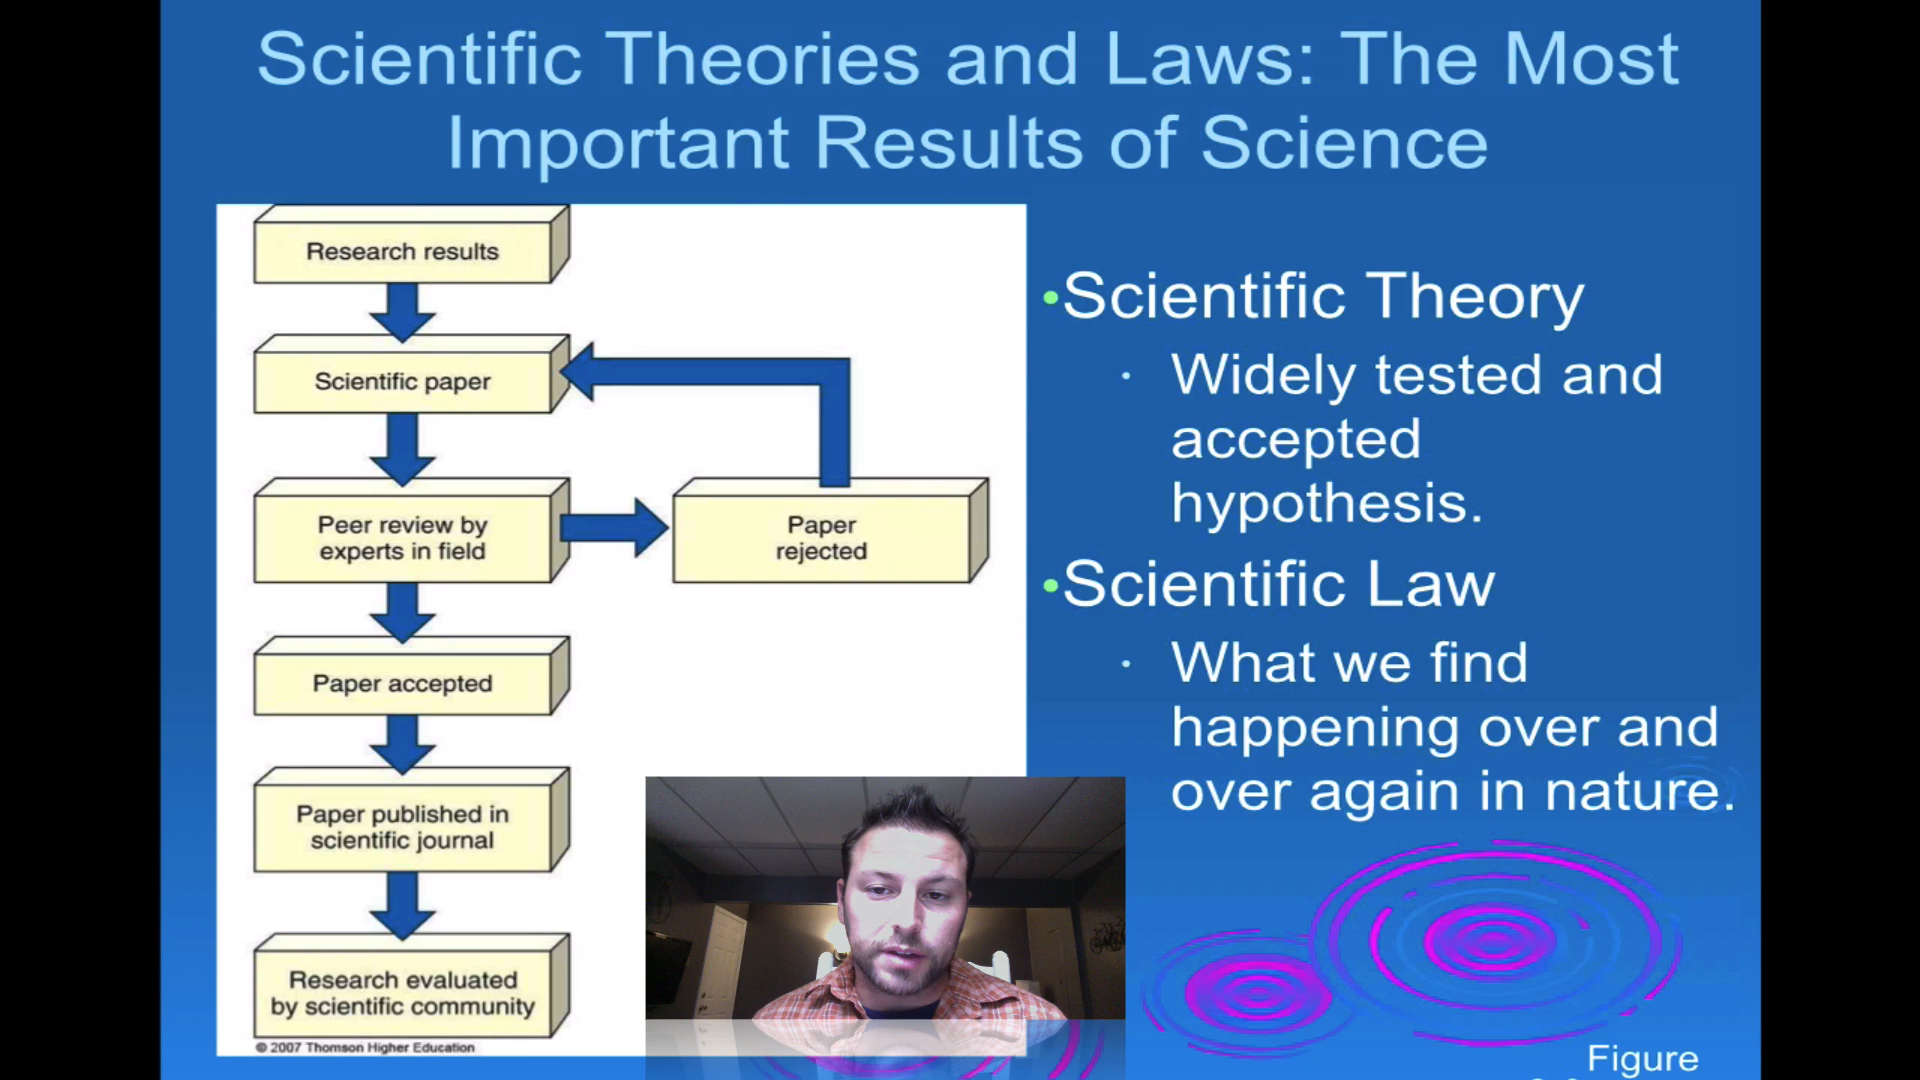 Scientific Theories and Laws: The Most
Important Results of Science
Research results
Scientific paper
Peer review by
experts in field
Paper
rejected
Paper accepted
Paper published in
scientific journal
Research evaluated
by scientific community
© 2007 Thomson Higher Education
•Scientific Theory
· Widely tested and
accepted
hypothesis.
•Scientific Law
· What we find
happening over and
over again in nature.
Figure